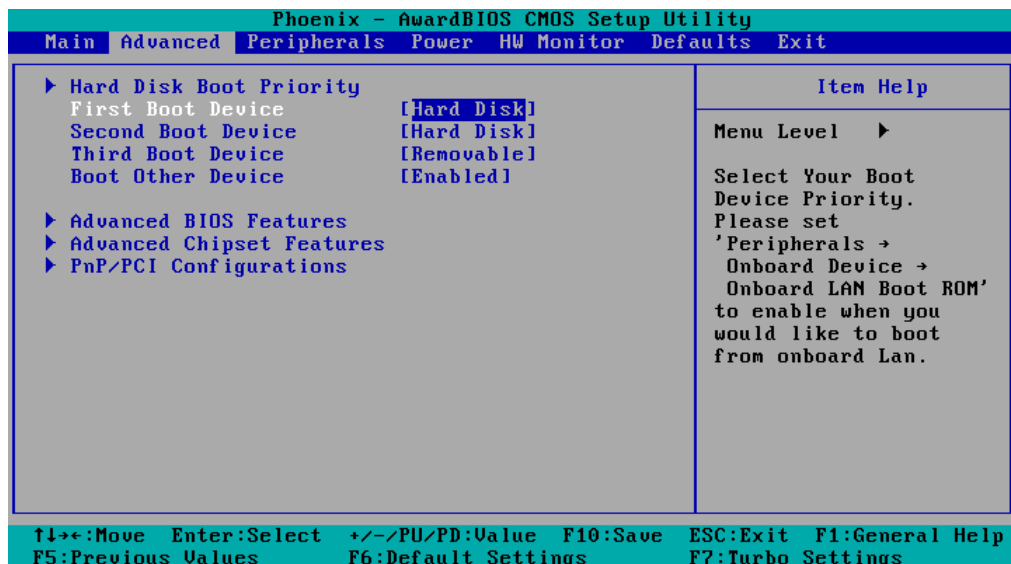 Phoenix - AwardBIOS CMOS Setup Utility
Main Advanced Peripherals Power HW Monitor Defaults Exit
▶ Hard Disk Boot Priority
First Boot Device [Hard Disk]
Second Boot Device [Hard Disk]
Third Boot Device [Removable]
Boot Other Device [Enabled]
▶ Advanced BIOS Features
▶ Advanced Chipset Features
▶ PnP/PCI Configurations
Item Help
Menu Level ▶
Select Your Boot
Device Priority.
Please set
'Peripherals →
Onboard Device →
Onboard LAN Boot ROM'
to enable when you
would like to boot
from onboard Lan.
↑↓→←:Move Enter:Select +/-/PU/PD:Value F10:Save ESC:Exit F1:General Help
F5:Previous Values F6:Default Settings F7:Turbo Settings